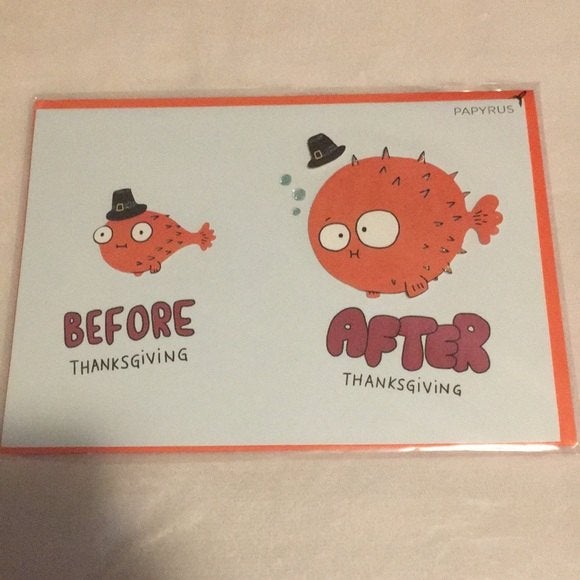 PAPYRUS
BEFORE
THANKSGiViNG
AFTER
THANKSGiViNG